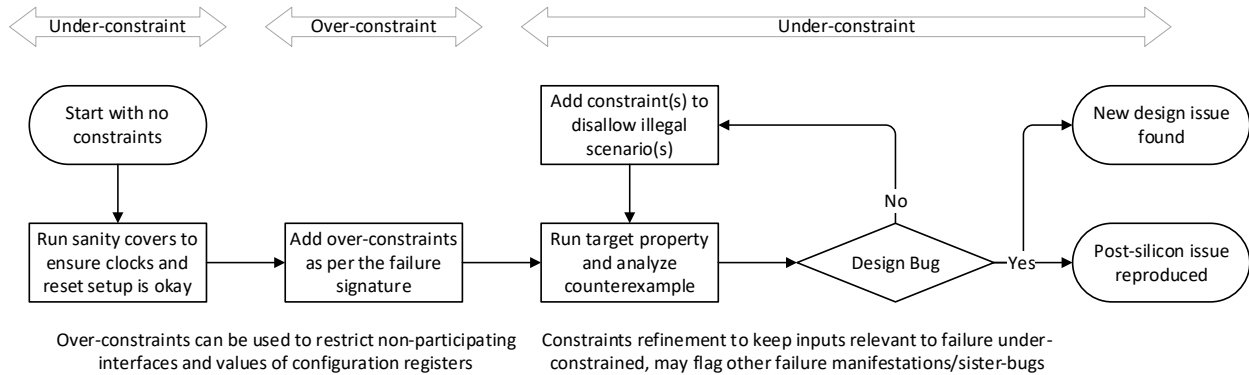 Under-constraint
Over-constraint
Under-constraint
Start with no
constraints
Add constraint(s) to
disallow illegal
scenario(s)
New design issue
found
No
Run sanity covers to
ensure clocks and
reset setup is okay
Add over-constraints
as per the failure
signature
Run target property
and analyze
counterexample
Design Bug
Yes
Post-silicon issue
reproduced
Over-constraints can be used to restrict non-participating
interfaces and values of configuration registers
Constraints refinement to keep inputs relevant to failure under-
constrained, may flag other failure manifestations/sister-bugs